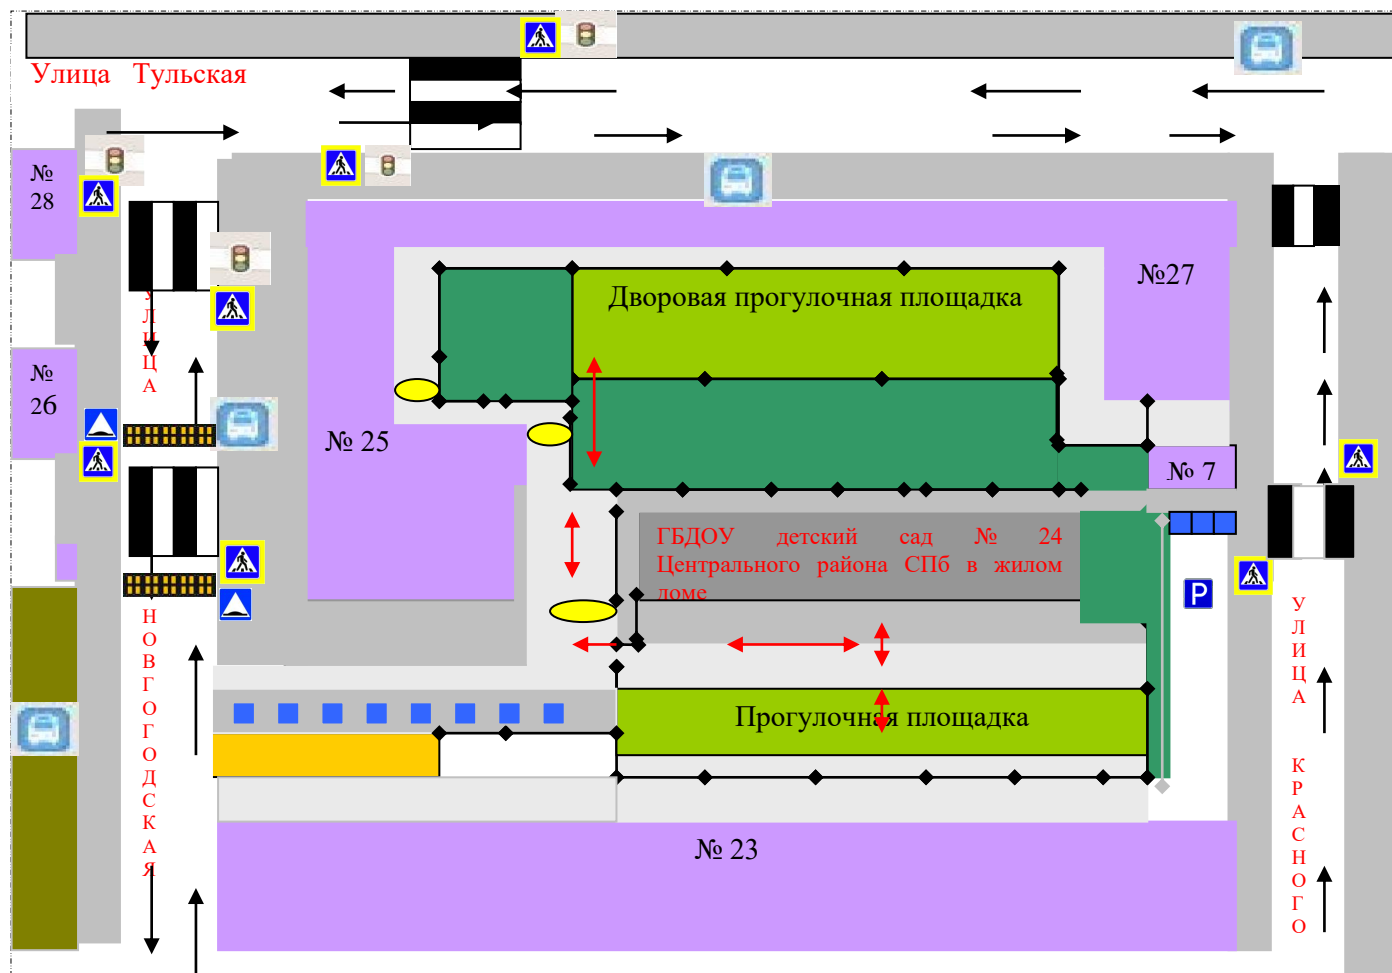 Улица Тульская
№
28
№
26
УЛИЦА
НОВГОГОДСКАЯ
№ 25
Дворовая прогулочная площадка
№27
№ 7
ГБДОУ детский сад № 24
Центрального района СПб в жилом
доме
P
Прогулочная площадка
№ 23
УЛИЦА
КРАСНОГО